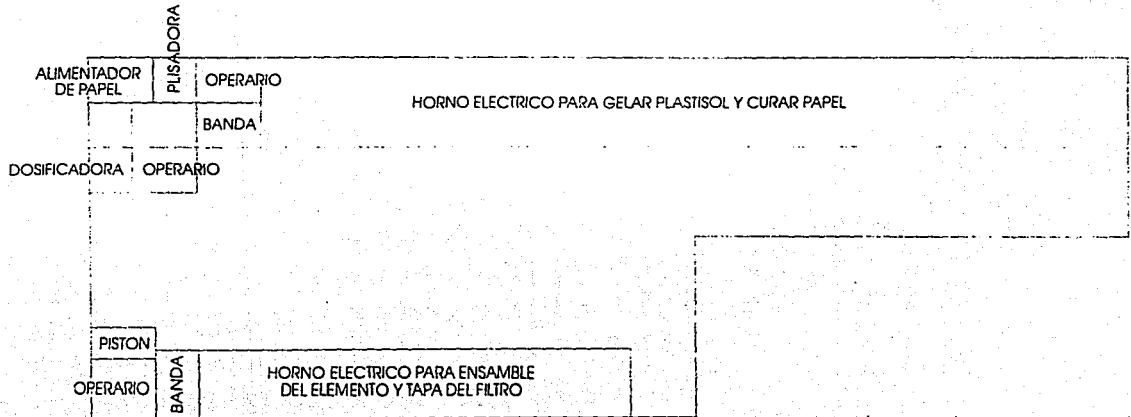 ALIMENTADOR
DE PAPEL
PLISADORA
OPERARIO
HORNO ELECTRICO PARA GELAR PLASTISOL Y CURAR PAPEL
BANDA
DOSIFICADORA
OPERARIO
PISTON
OPERARIO
BANDA
HORNO ELECTRICO PARA ENSAMBLE
DEL ELEMENTO Y TAPA DEL FILTRO